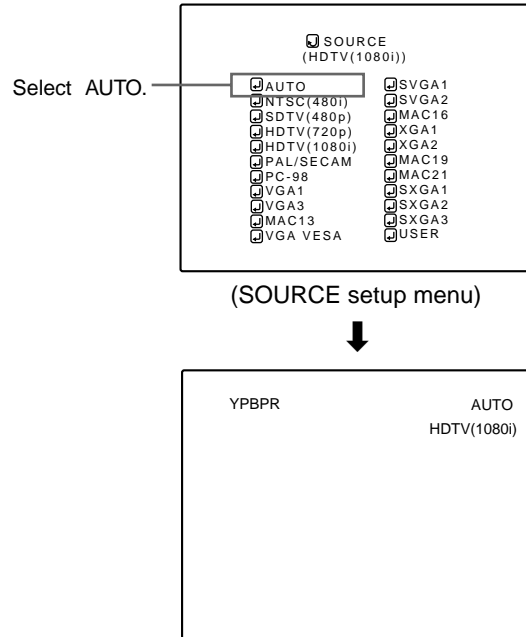 SOURCE
(HDTV(1080i))
Select AUTO.
AUTO
NTSC(480i)
SDTV(480p)
HDTV(720p)
HDTV(1080i)
PAL/SECAM
PC-98
VGA1
VGA3
MAC13
VGA VESA
SVGA1
SVGA2
MAC16
XGA1
XGA2
MAC19
MAC21
SXGA1
SXGA2
SXGA3
USER
(SOURCE setup menu)
YPBPR
AUTO
HDTV(1080i)